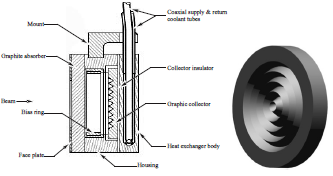 Coaxial supply & return
coolant tubes
Mount
Graphite absorber
Collector insulator
Beam
Graphic collector
Bias ring
Heat exchanger body
Face plate
Housing